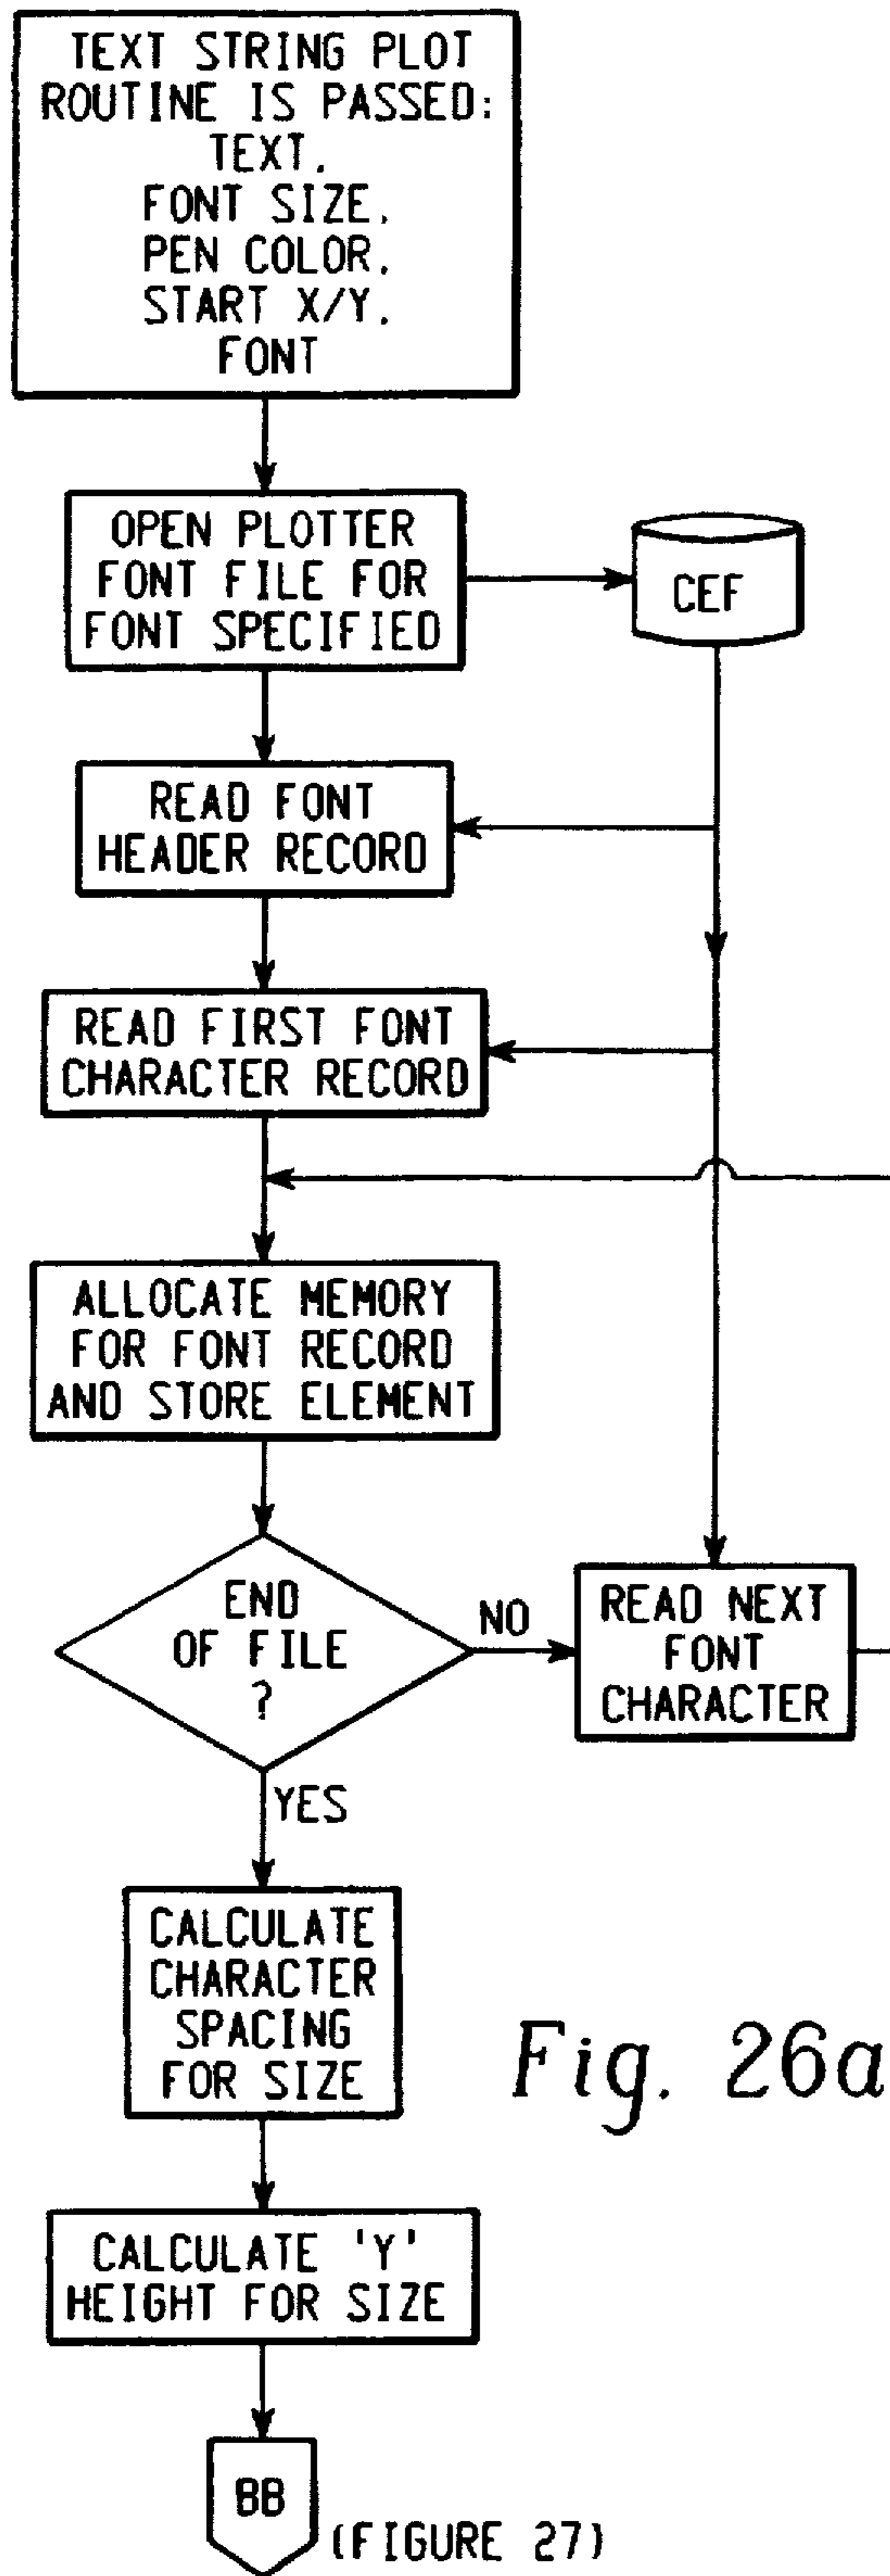 TEXT STRING PLOT
ROUTINE IS PASSED:
TEXT,
FONT SIZE,
PEN COLOR,
START X/Y,
FONT
OPEN PLOTTER
FONT FILE FOR
FONT SPECIFIED
CEF
READ FONT
HEADER RECORD
READ FIRST FONT
CHARACTER RECORD
ALLOCATE MEMORY
FOR FONT RECORD
AND STORE ELEMENT
END
OF FILE
?
NO
READ NEXT
FONT
CHARACTER
YES
CALCULATE
CHARACTER
SPACING
FOR SIZE
Fig. 26a
CALCULATE 'Y'
HEIGHT FOR SIZE
BB
(FIGURE 27)